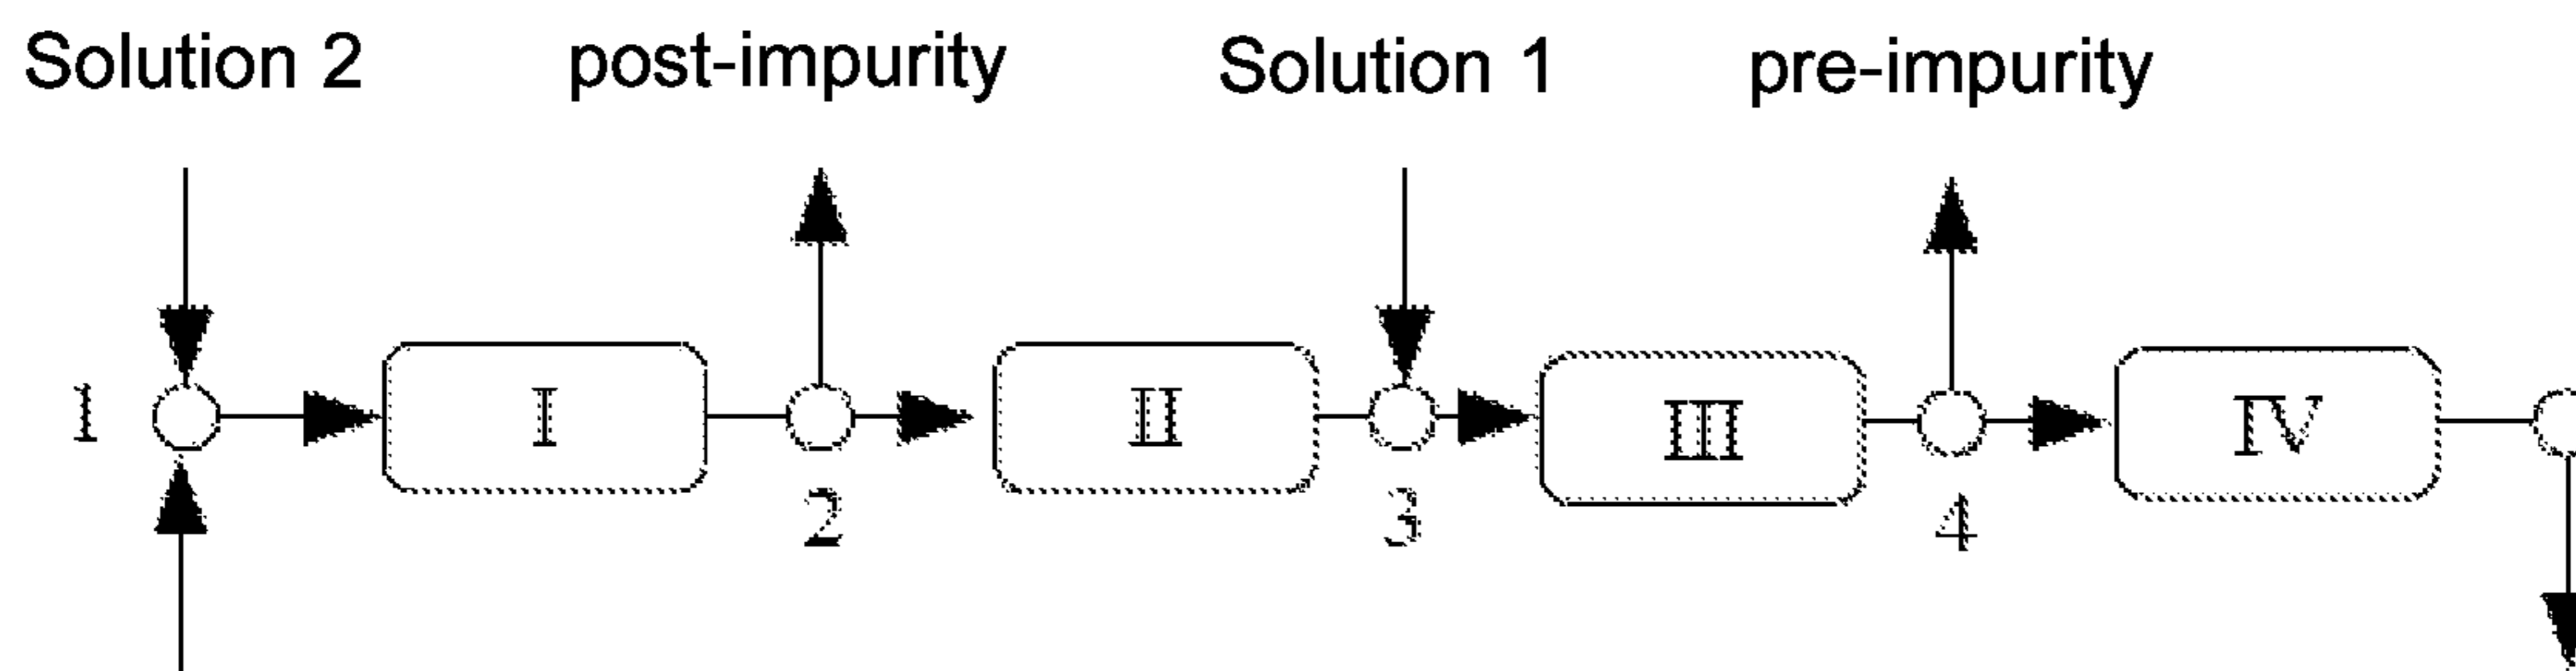 Solution 2 post-impurity Solution 1 pre-impurity
1 I II III IV
2 3 4